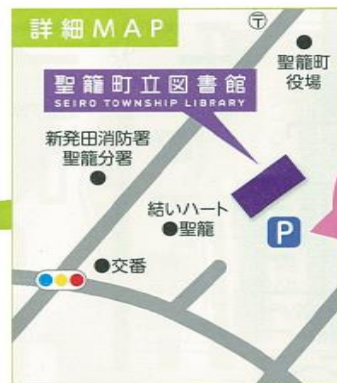 詳細MAP
〒
聖籠町
役場
聖籠町立図書館
SEIRO TOWNSHIP LIBRARY
新発田消防署
聖籠分署
結いハート
聖籠
P
交番